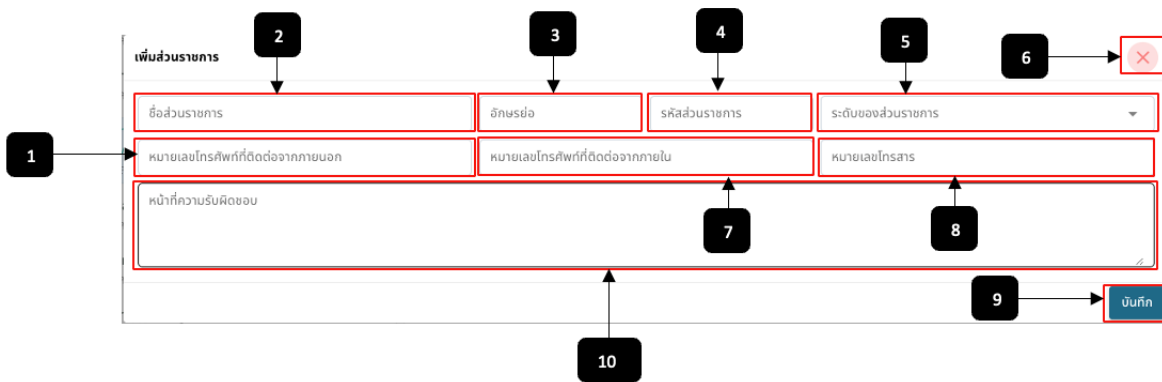 2
3
4
5
6
เพิ่มส่วนราชการ
ชื่อส่วนราชการ
อักษรย่อ
รหัสส่วนราชการ
ระดับของส่วนราชการ
1
หมายเลขโทรศัพท์ที่ติดต่อจากภายนอก
หมายเลขโทรศัพท์ที่ติดต่อจากภายใน
หมายเลขโทรสาร
หน้าที่ความรับผิดชอบ
7
8
9
บันทึก
10